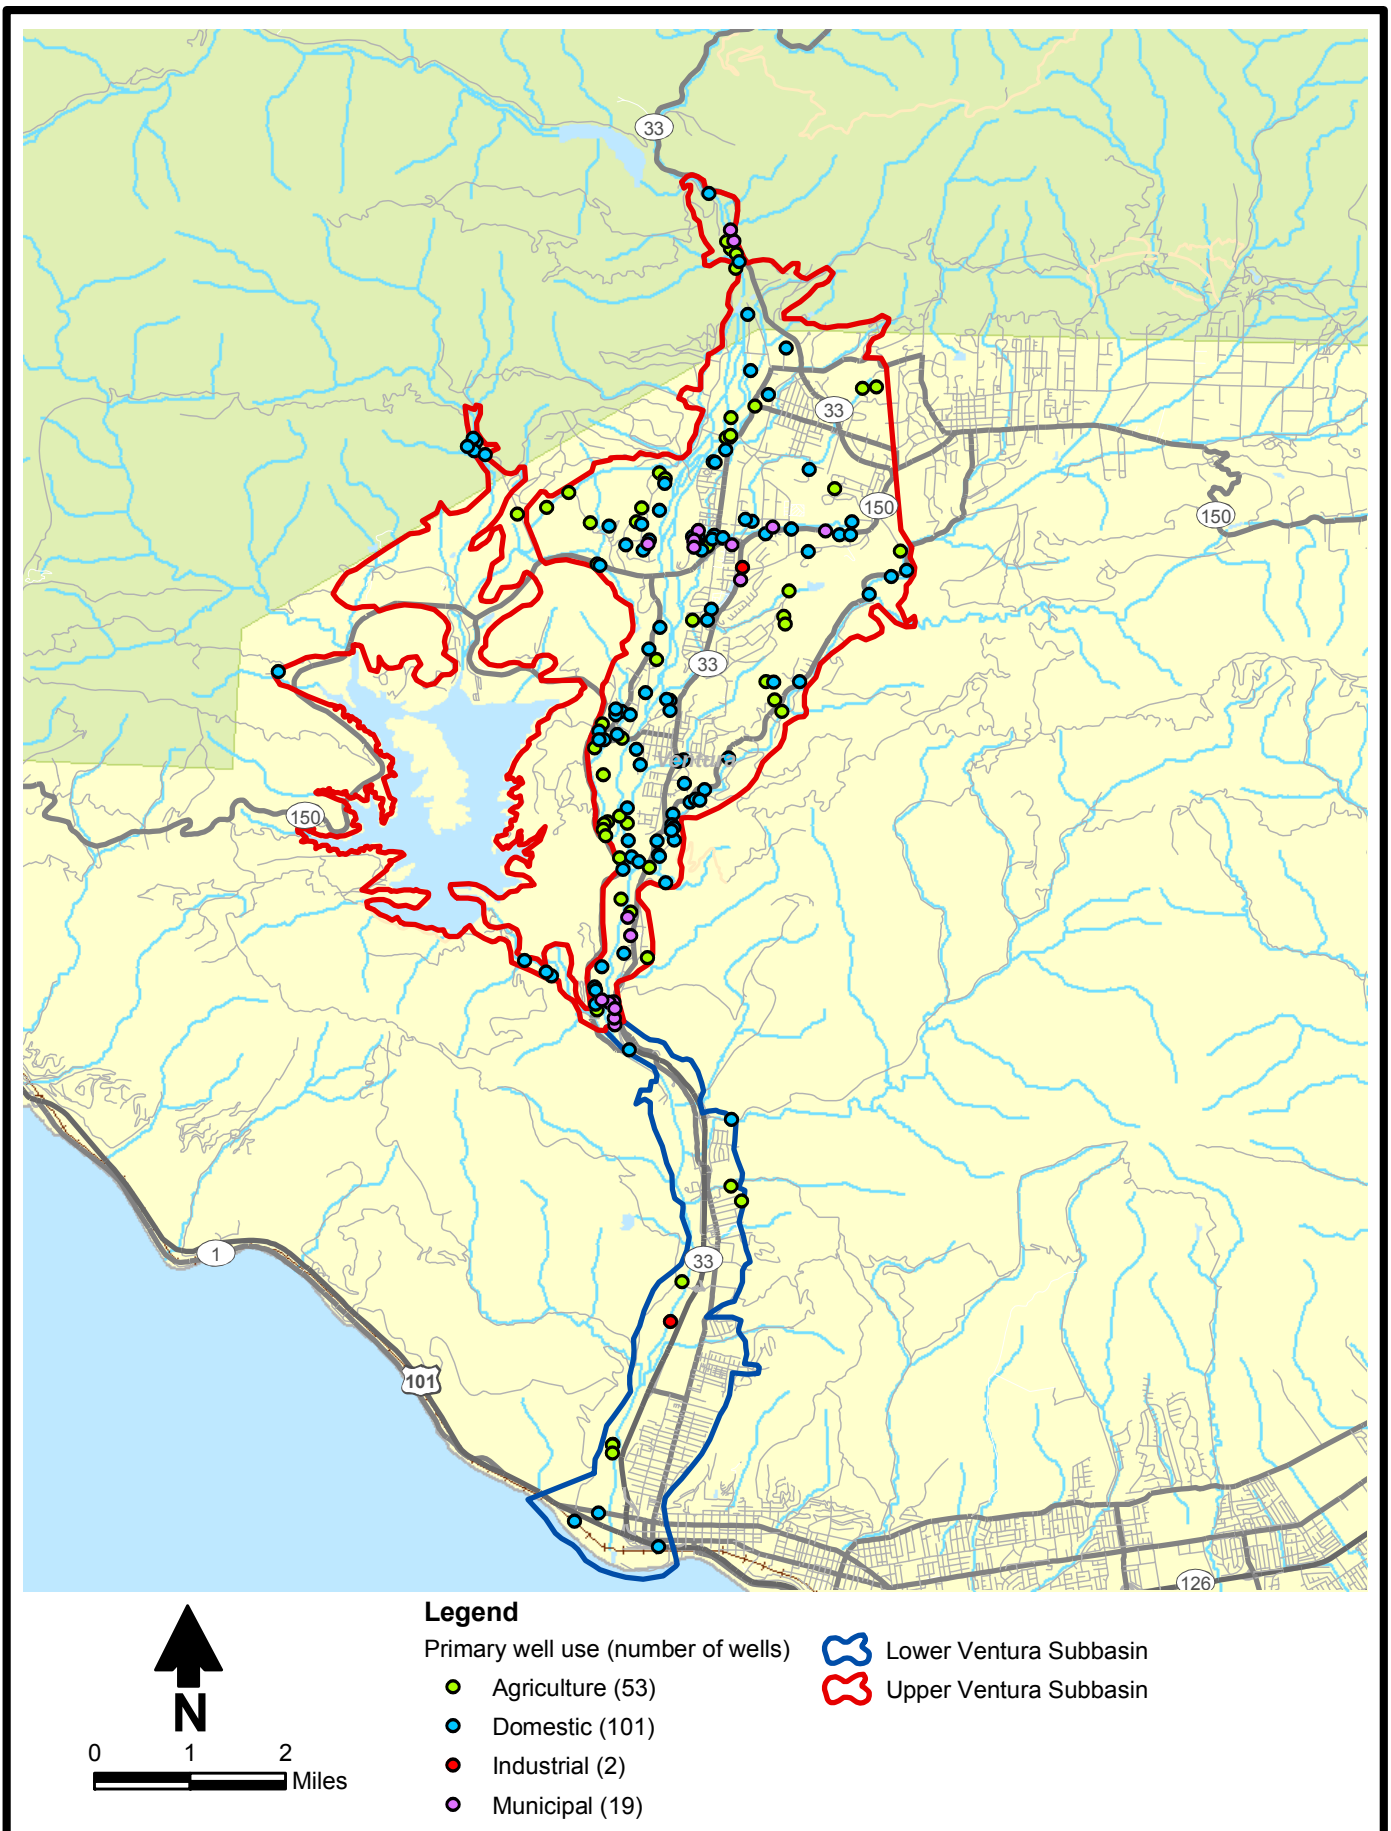 33
33
150
150
33
Ventura
150
1
33
101
126
N
0 1 2
Miles
Legend
Primary well use (number of wells)
Agriculture (53)
Domestic (101)
Industrial (2)
Municipal (19)
Lower Ventura Subbasin
Upper Ventura Subbasin